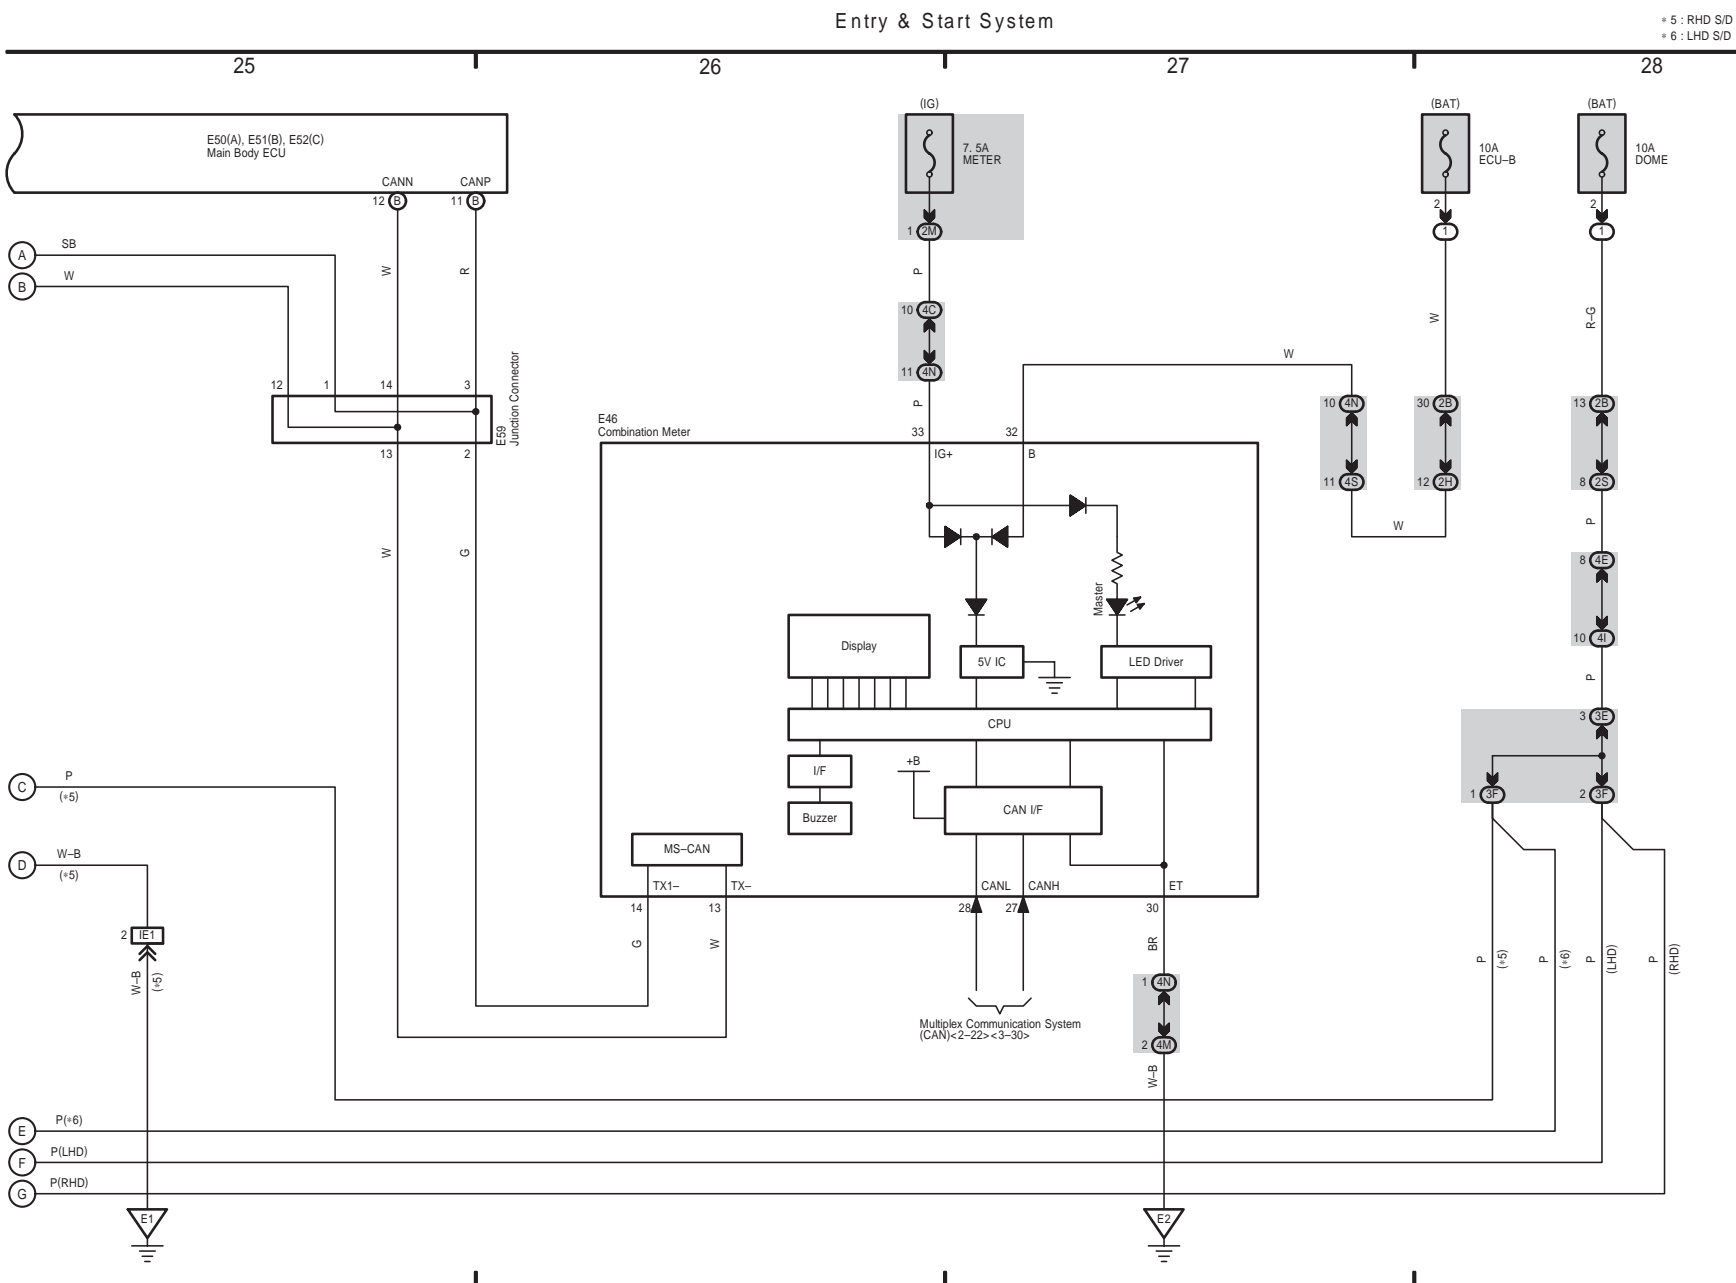 Entry & Start System
∗ 5 : RHD S/D
∗ 6 : LHD S/D
25
26
27
28
E50(A), E51(B), E52(C)
Main Body ECU
CANN
CANP
12 B
11 B
(IG)
7. 5A
METER
1 2M
(BAT)
10A
ECU–B
2
1
(BAT)
10A
DOME
2
1
A
SB
B
W
W
R
P
10 4C
11 4N
P
W
R–G
W
12
1
14
3
E59
Junction Connector
13
2
10 4N
11 4S
30 2B
12 2H
W
13 2B
8 2S
P
8 4E
10 4I
P
3 3E
1 3F
2 3F
E46
Combination Meter
33
32
IG+
B
W
G
Master
Display
5V IC
LED Driver
CPU
I/F
Buzzer
+B
CAN I/F
MS–CAN
TX1–
TX–
CANL
CANH
ET
14
13
28
27
30
G
W
BR
Multiplex Communication System
(CAN)<2–22><3–30>
1 4N
2 4M
W–B
C
P
(∗5)
D
W–B
(∗5)
2 IE1
W–B
(∗5)
P
(∗5)
P
(∗6)
P
(LHD)
P
(RHD)
E
P(∗6)
F
P(LHD)
G
P(RHD)
E1
E2